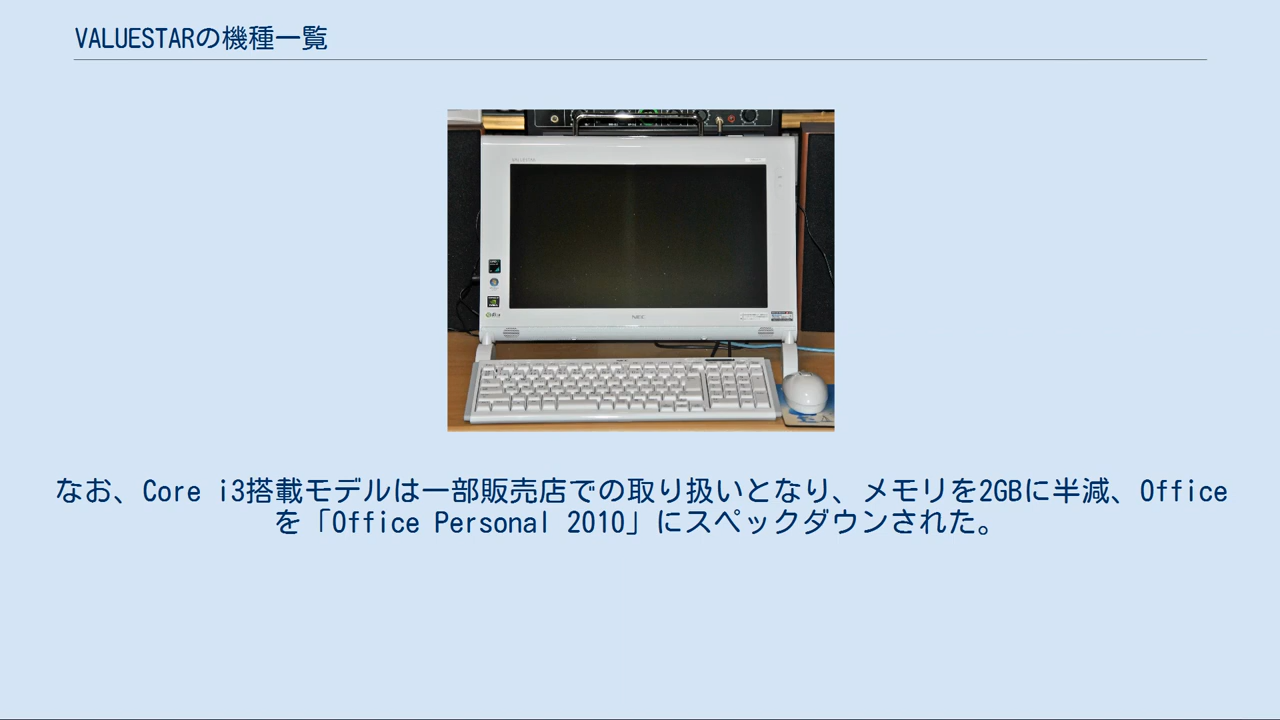 VALUESTARの機種一覧
NEC
なお、Core i3搭載モデルは一部販売店での取り扱いとなり、メモリを2GBに半減、Office
を「Office Personal 2010」にスペックダウンされた。